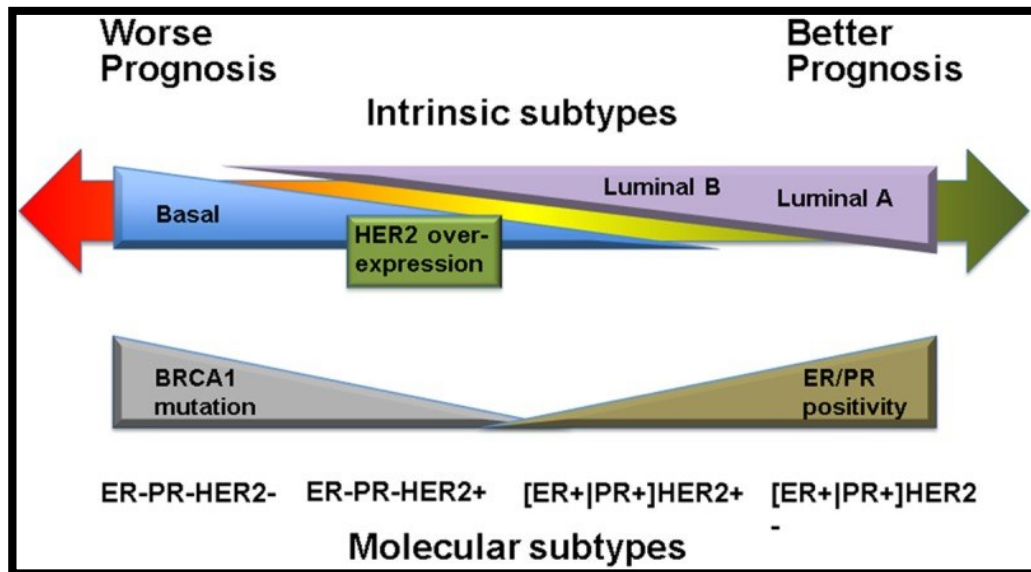 Worse
Prognosis
Better
Prognosis
Intrinsic subtypes
Basal
HER2 over-
expression
Luminal B
Luminal A
BRCA1
mutation
ER/PR
positivity
ER-PR-HER2-
ER-PR-HER2+
[ER+|PR+]HER2+
[ER+|PR+]HER2
-
Molecular subtypes